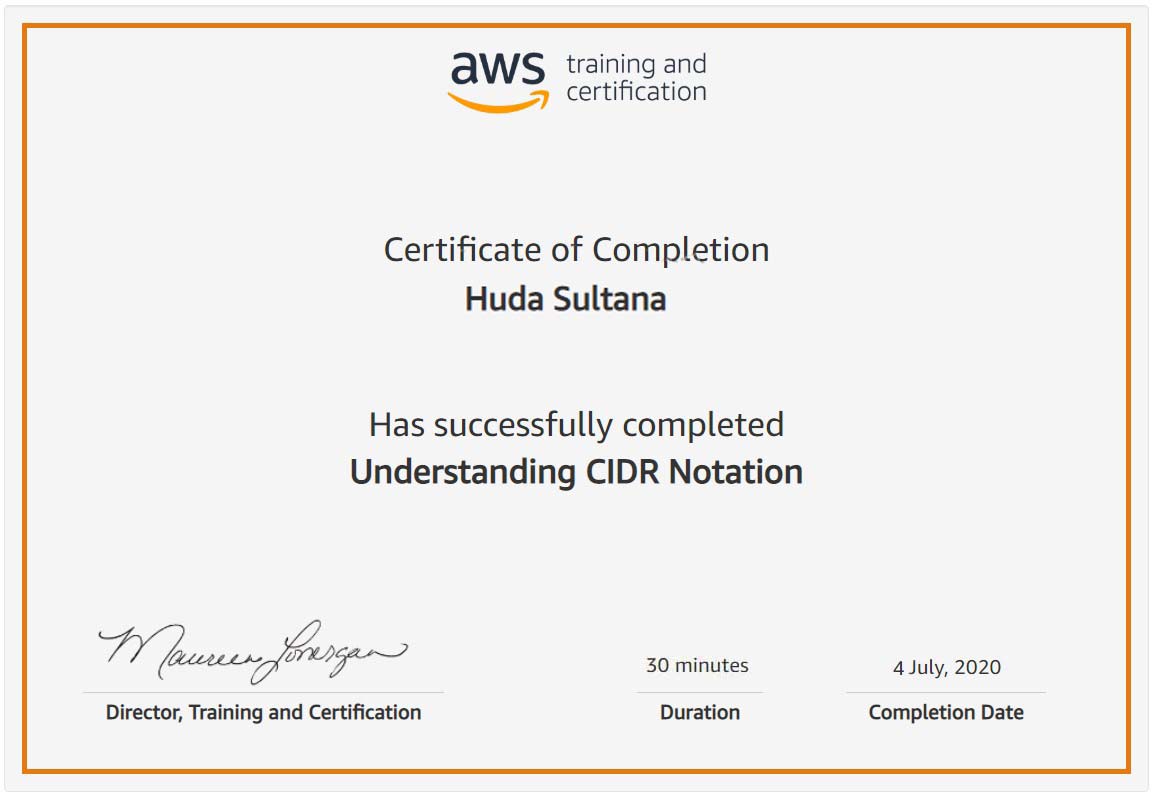 aws training and
certification
Certificate of Completion
Huda Sultana
Has successfully completed
Understanding CIDR Notation
Maureen Lonergan
30 minutes
4 July, 2020
Director, Training and Certification
Duration
Completion Date